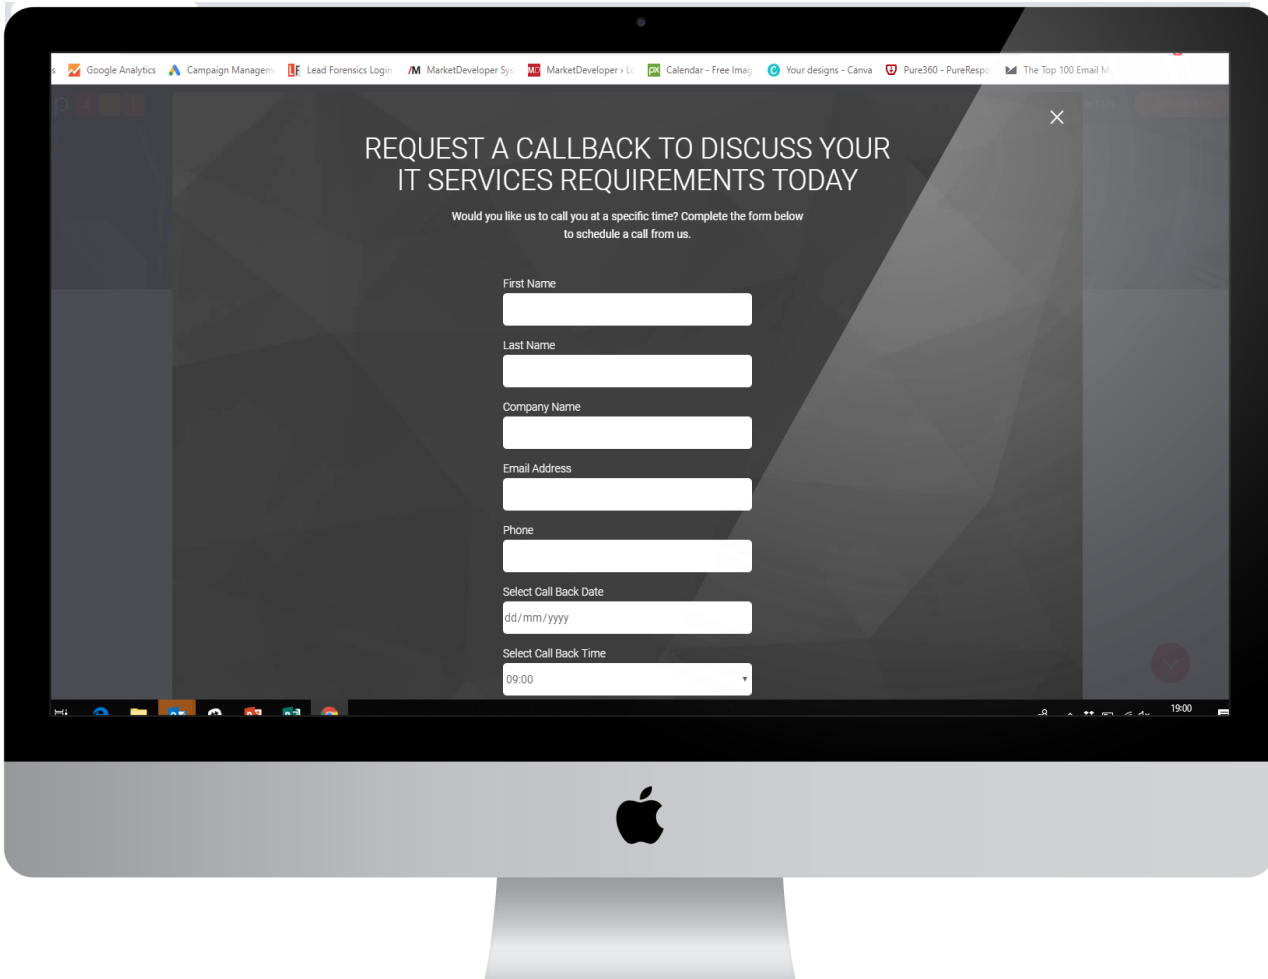 Google Analytics Campaign Managem Lead Forensics Login MarketDeveloper Sys MarketDeveloper › Lo Calendar - Free Imag Your designs - Canva Pure360 - PureRespo The Top 100 Email M
REQUEST A CALLBACK TO DISCUSS YOUR
IT SERVICES REQUIREMENTS TODAY
Would you like us to call you at a specific time? Complete the form below
to schedule a call from us.
First Name
Last Name
Company Name
Email Address
Phone
Select Call Back Date
dd/mm/yyyy
Select Call Back Time
09:00
19:00